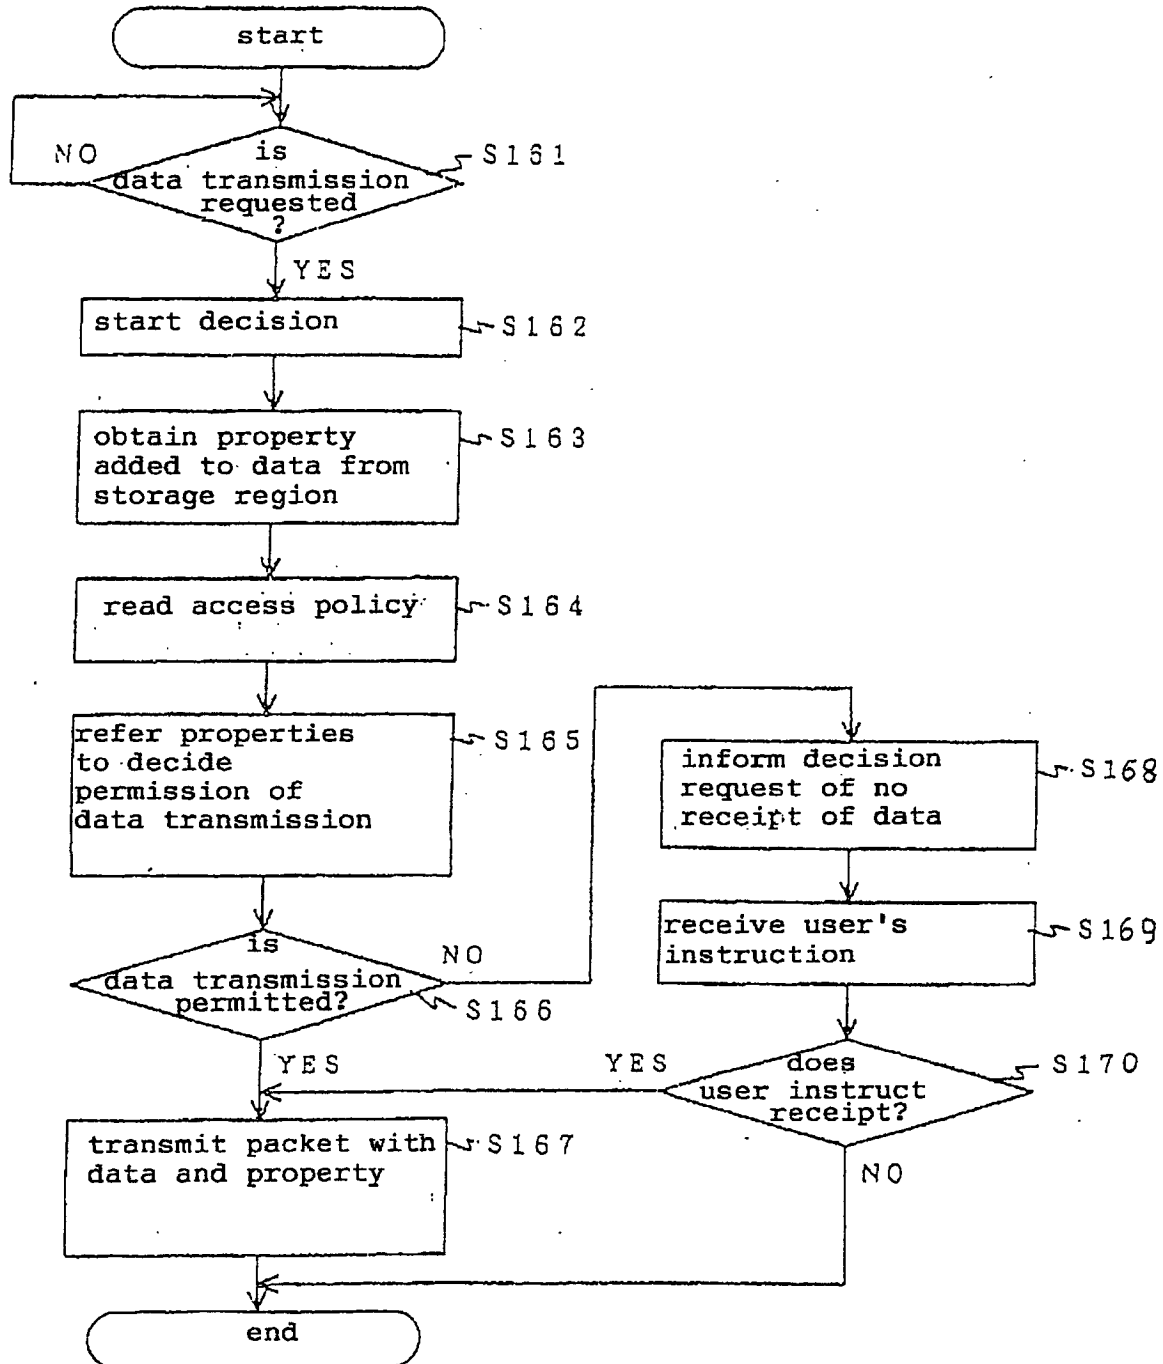 start
NO
is
data transmission
requested
?
S161
YES
start decision
S162
obtain property
added to data from
storage region
S163
read access policy
S164
refer properties
to decide
permission of
data transmission
S165
is
data transmission
permitted?
NO
S166
YES
inform decision
request of no
receipt of data
S168
receive user's
instruction
S169
does
user instruct
receipt?
S170
YES
NO
transmit packet with
data and property
S167
end